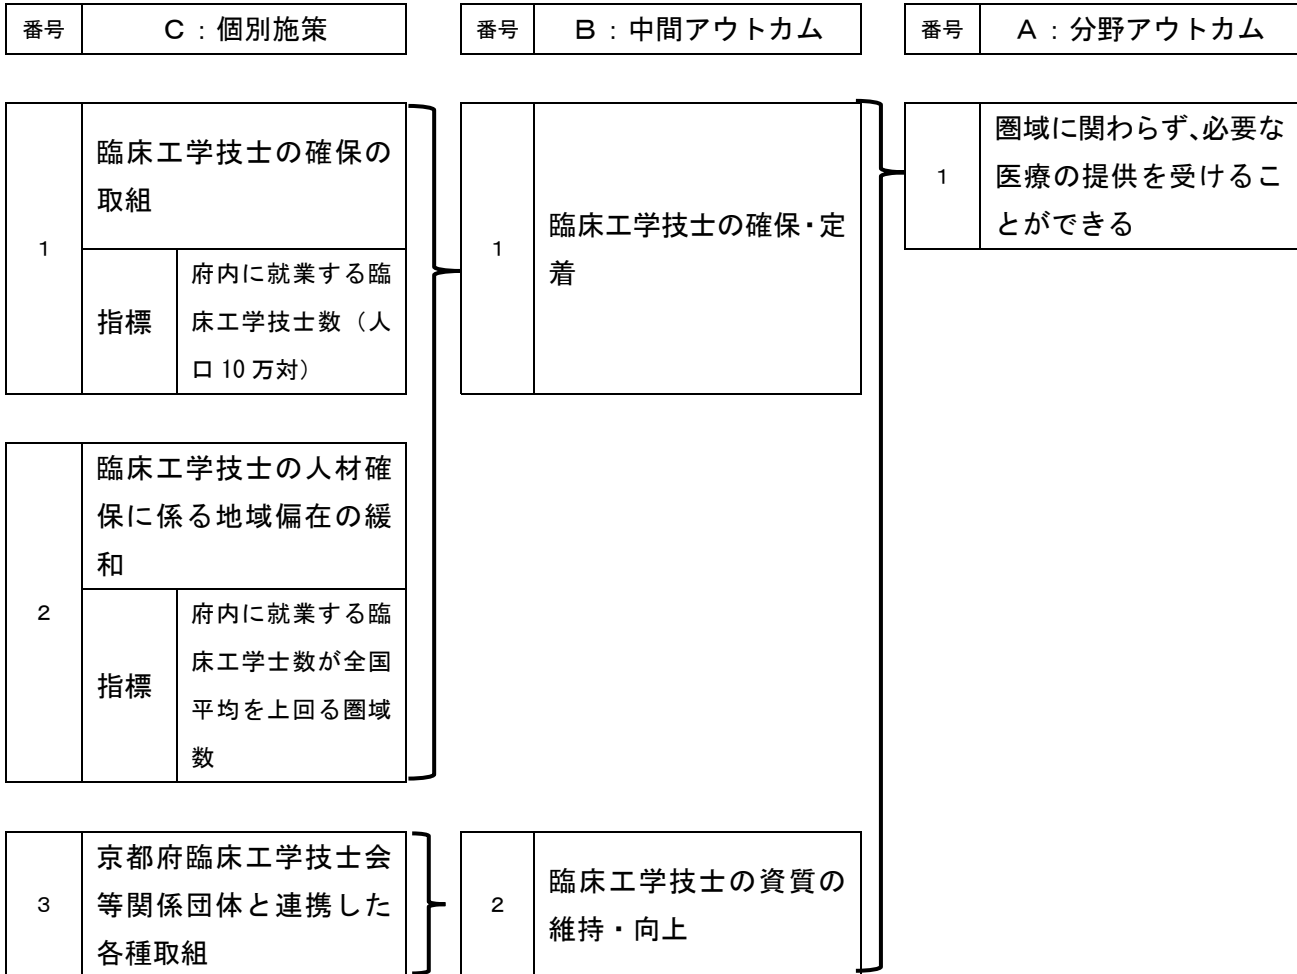 番号
C：個別施策
番号
B：中間アウトカム
番号
A：分野アウトカム
1
臨床工学技士の確保の
取組
指標
府内に就業する臨
床工学技士数（人
口 10 万対）
1
臨床工学技士の確保・定
着
1
圏域に関わらず、必要な
医療の提供を受けるこ
とができる
2
臨床工学技士の人材確
保に係る地域偏在の緩
和
指標
府内に就業する臨
床工学士数が全国
平均を上回る圏域
数
3
京都府臨床工学技士会
等関係団体と連携した
各種取組
2
臨床工学技士の資質の
維持・向上